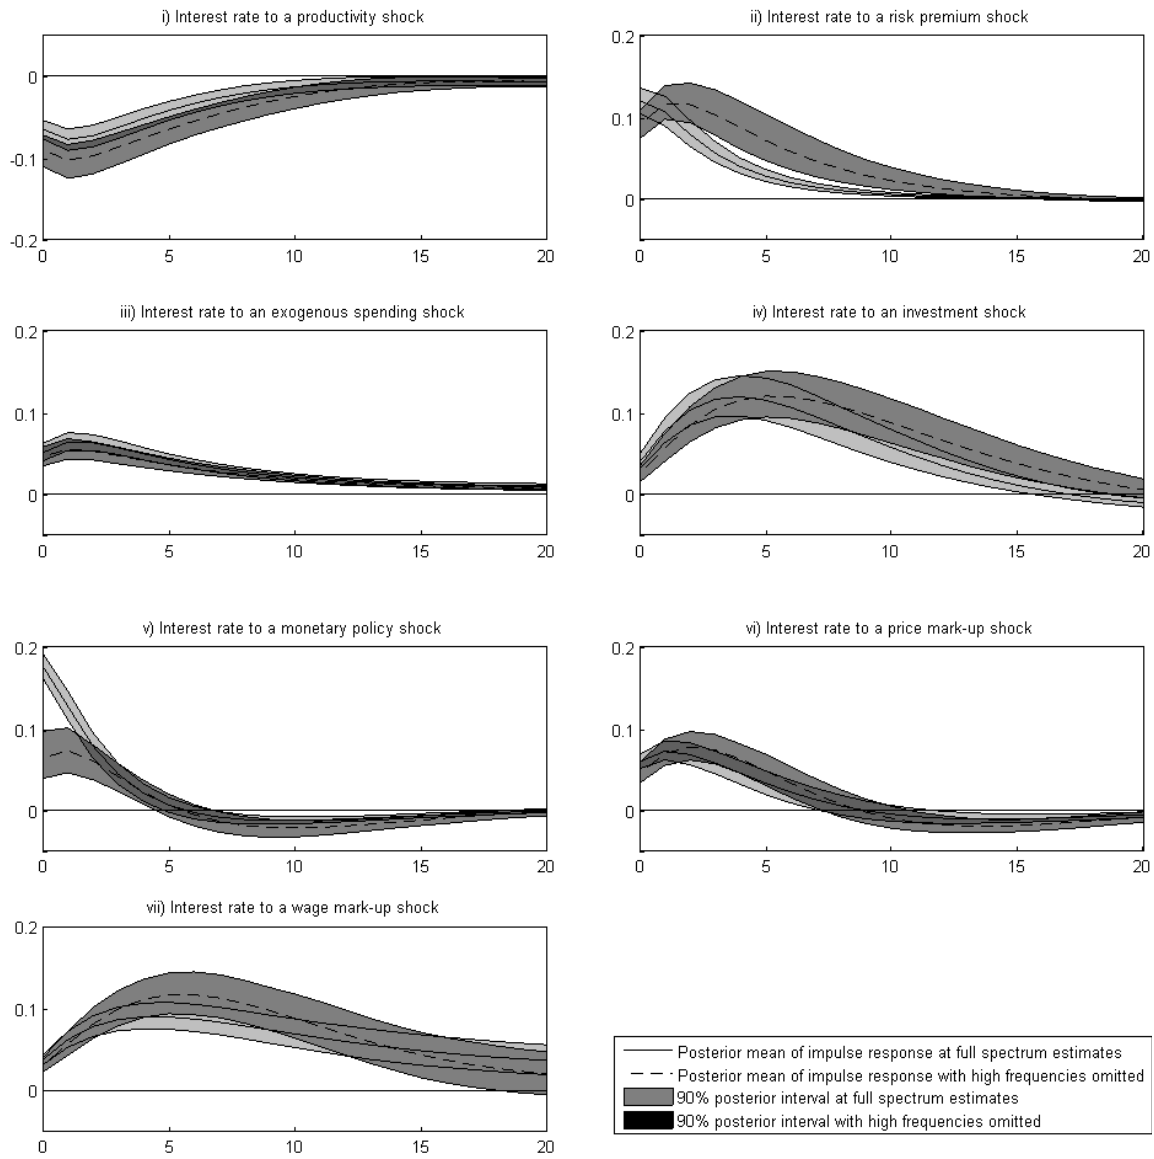 i) Interest rate to a productivity shock
0
-0.1
-0.2
0 5 10 15 20
ii) Interest rate to a risk premium shock
0.2
0.1
0
0 5 10 15 20
iii) Interest rate to an exogenous spending shock
0.2
0.1
0
0 5 10 15 20
iv) Interest rate to an investment shock
0.2
0.1
0
0 5 10 15 20
v) Interest rate to a monetary policy shock
0.2
0.1
0
0 5 10 15 20
vi) Interest rate to a price mark-up shock
0.2
0.1
0
0 5 10 15 20
vii) Interest rate to a wage mark-up shock
0.2
0.1
0
0 5 10 15 20
Posterior mean of impulse response at full spectrum estimates
Posterior mean of impulse response with high frequencies omitted
90% posterior interval at full spectrum estimates
90% posterior interval with high frequencies omitted